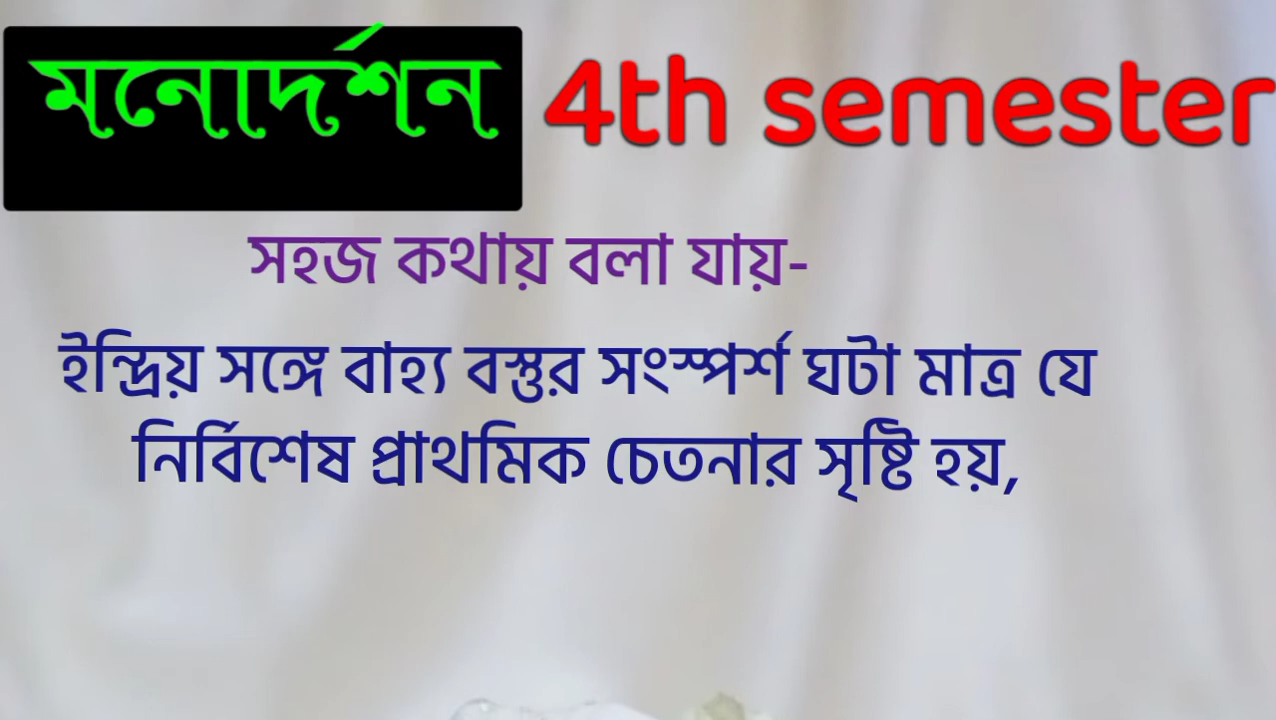 মনোদর্শন 4th semester
সহজ কথায় বলা যায়-
ইন্দ্রিয় সঙ্গে বাহ্য বস্তুর সংস্পর্শ ঘটা মাত্র যে
নির্বিশেষ প্রাথমিক চেতনার সৃষ্টি হয়,